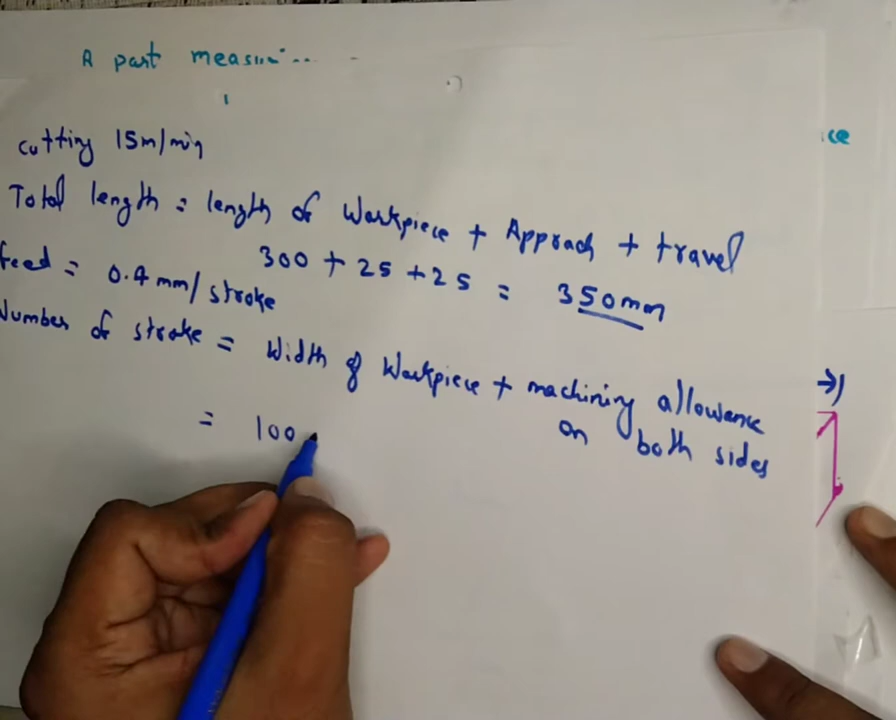 A part
Cutting 15m/min
Total length = length of Workpiece + Approach + travel
300 + 25 + 25 = 350mm
feed = 0.4 mm/stroke
Number of stroke = Width of Workpiece + machining allowance
on both sides
= 100